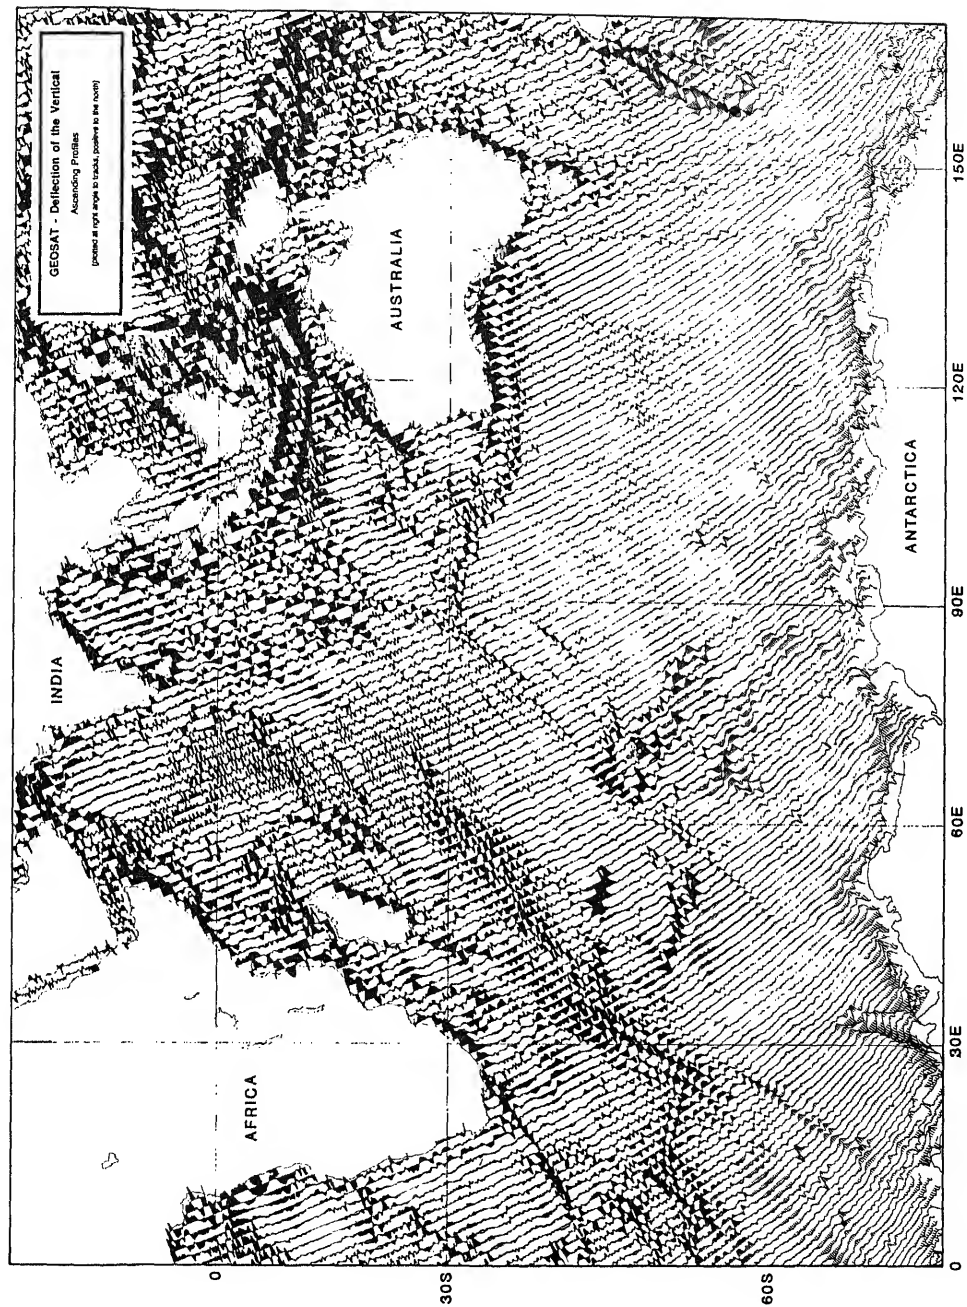 GEOSAT - Deflection of the Vertical
Ascending Profiles
(plotted at right angle to tracks, positive to the north)
INDIA
AFRICA
AUSTRALIA
ANTARCTICA
0
30S
60S
0
30E
60E
90E
120E
150E